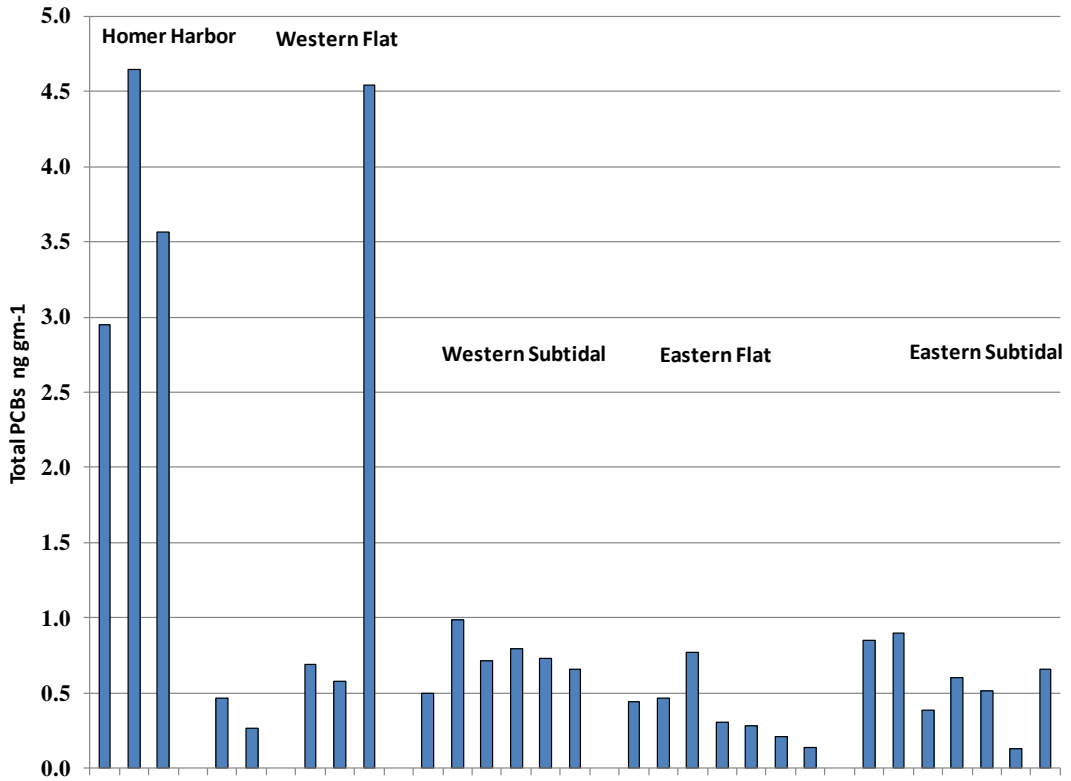 5.0
Homer Harbor
Western Flat
4.5
4.0
3.5
3.0
Western Subtidal
Eastern Flat
Eastern Subtidal
2.5
2.0
1.5
1.0
0.5
0.0
Total PCBs ng gm-1